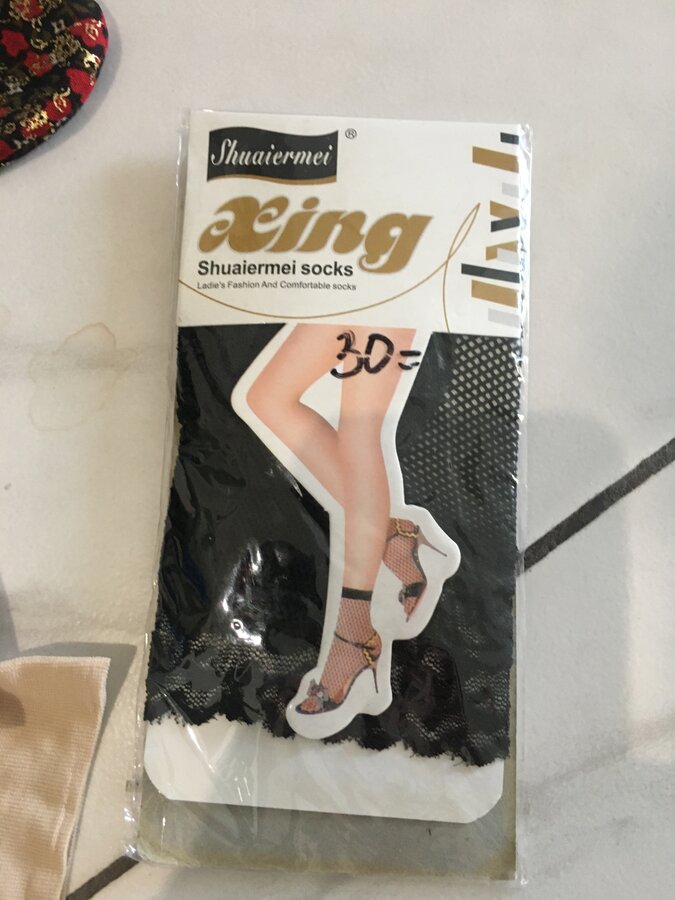 Shuaiermei ®
Xing
Shuaiermei socks
Ladie's Fashion And Comfortable socks
30=